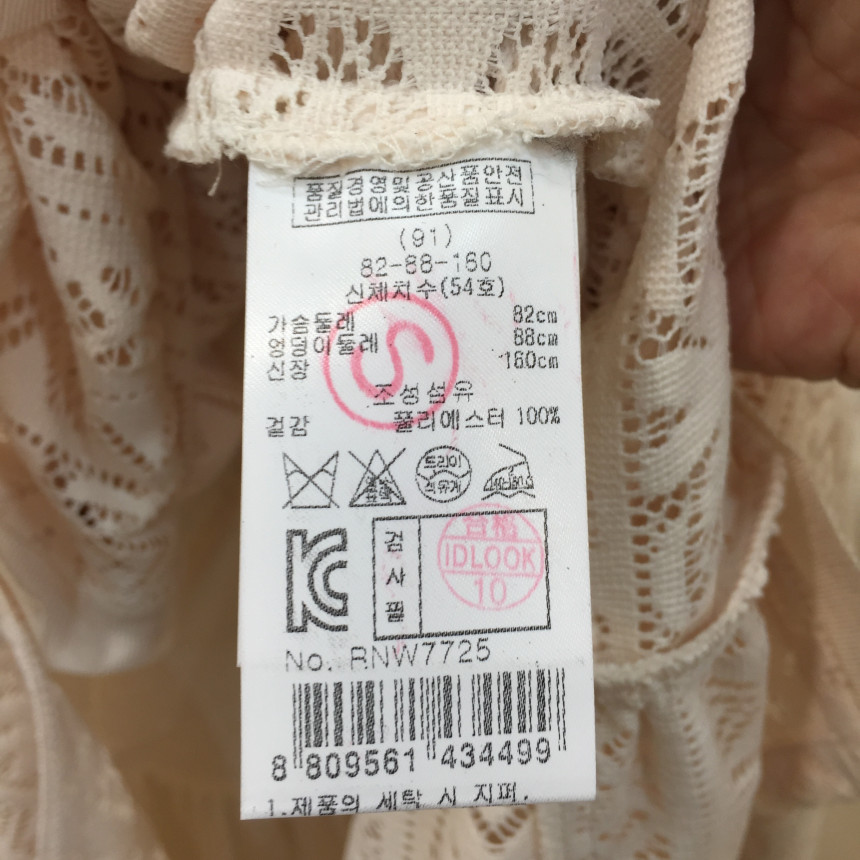 품질경영및공산품안전
관리법에의한품질표시
(91)
82-88-160
신체치수(54호)
가슴둘레 82cm
엉덩이둘레 88cm
신장 160cm
S
조성섬유
겉감 폴리에스터 100%
드라이
석유계
검사필
合格
IDLOOK
10
No. RNW7725
8 809561 434499
1.제품의 세탁 시 지퍼,